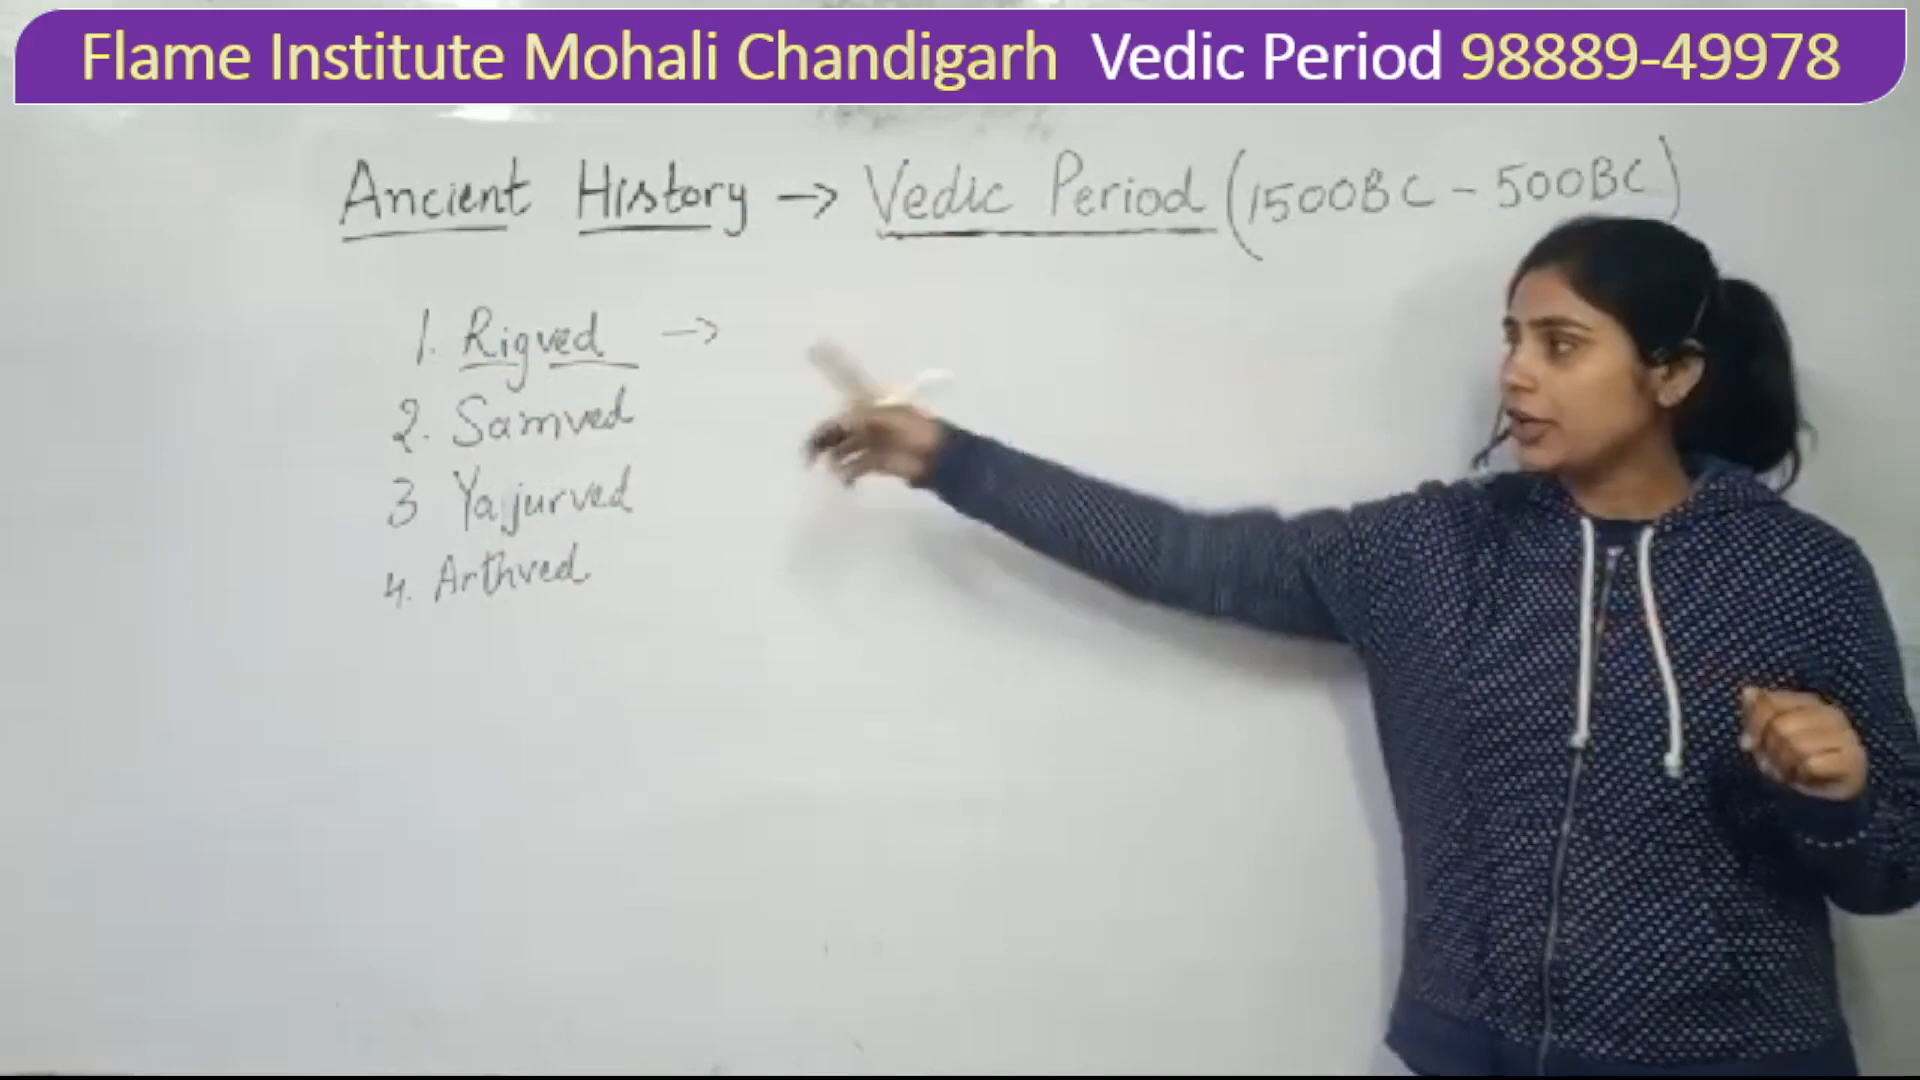 Flame Institute Mohali Chandigarh Vedic Period 98889-49978
Ancient History → Vedic Period (1500BC - 500BC)
1. Rigved →
2. Samved
3 Yajurved
4. Arthved